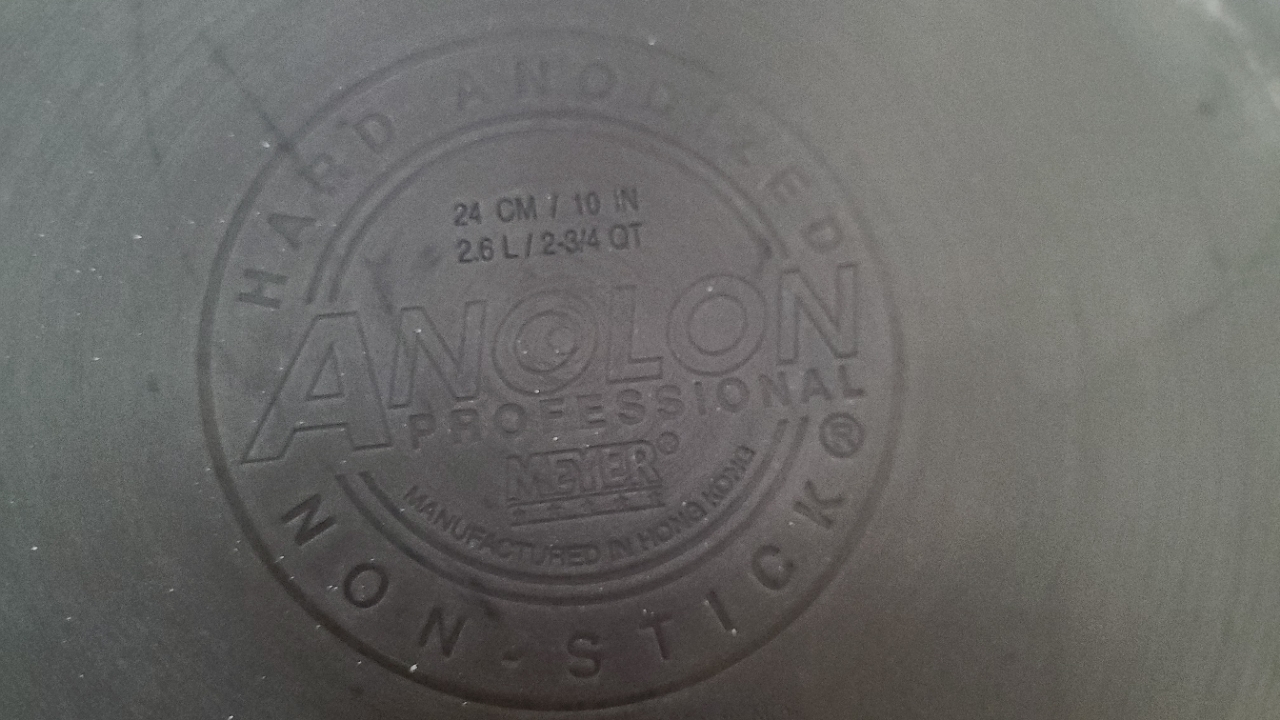 HARD ANODIZED
24 CM / 10 IN
2.6 L / 2-3/4 QT
ANOLON
PROFESSIONAL
MEYER®
MANUFACTURED IN HONG KONG
NON-STICK®